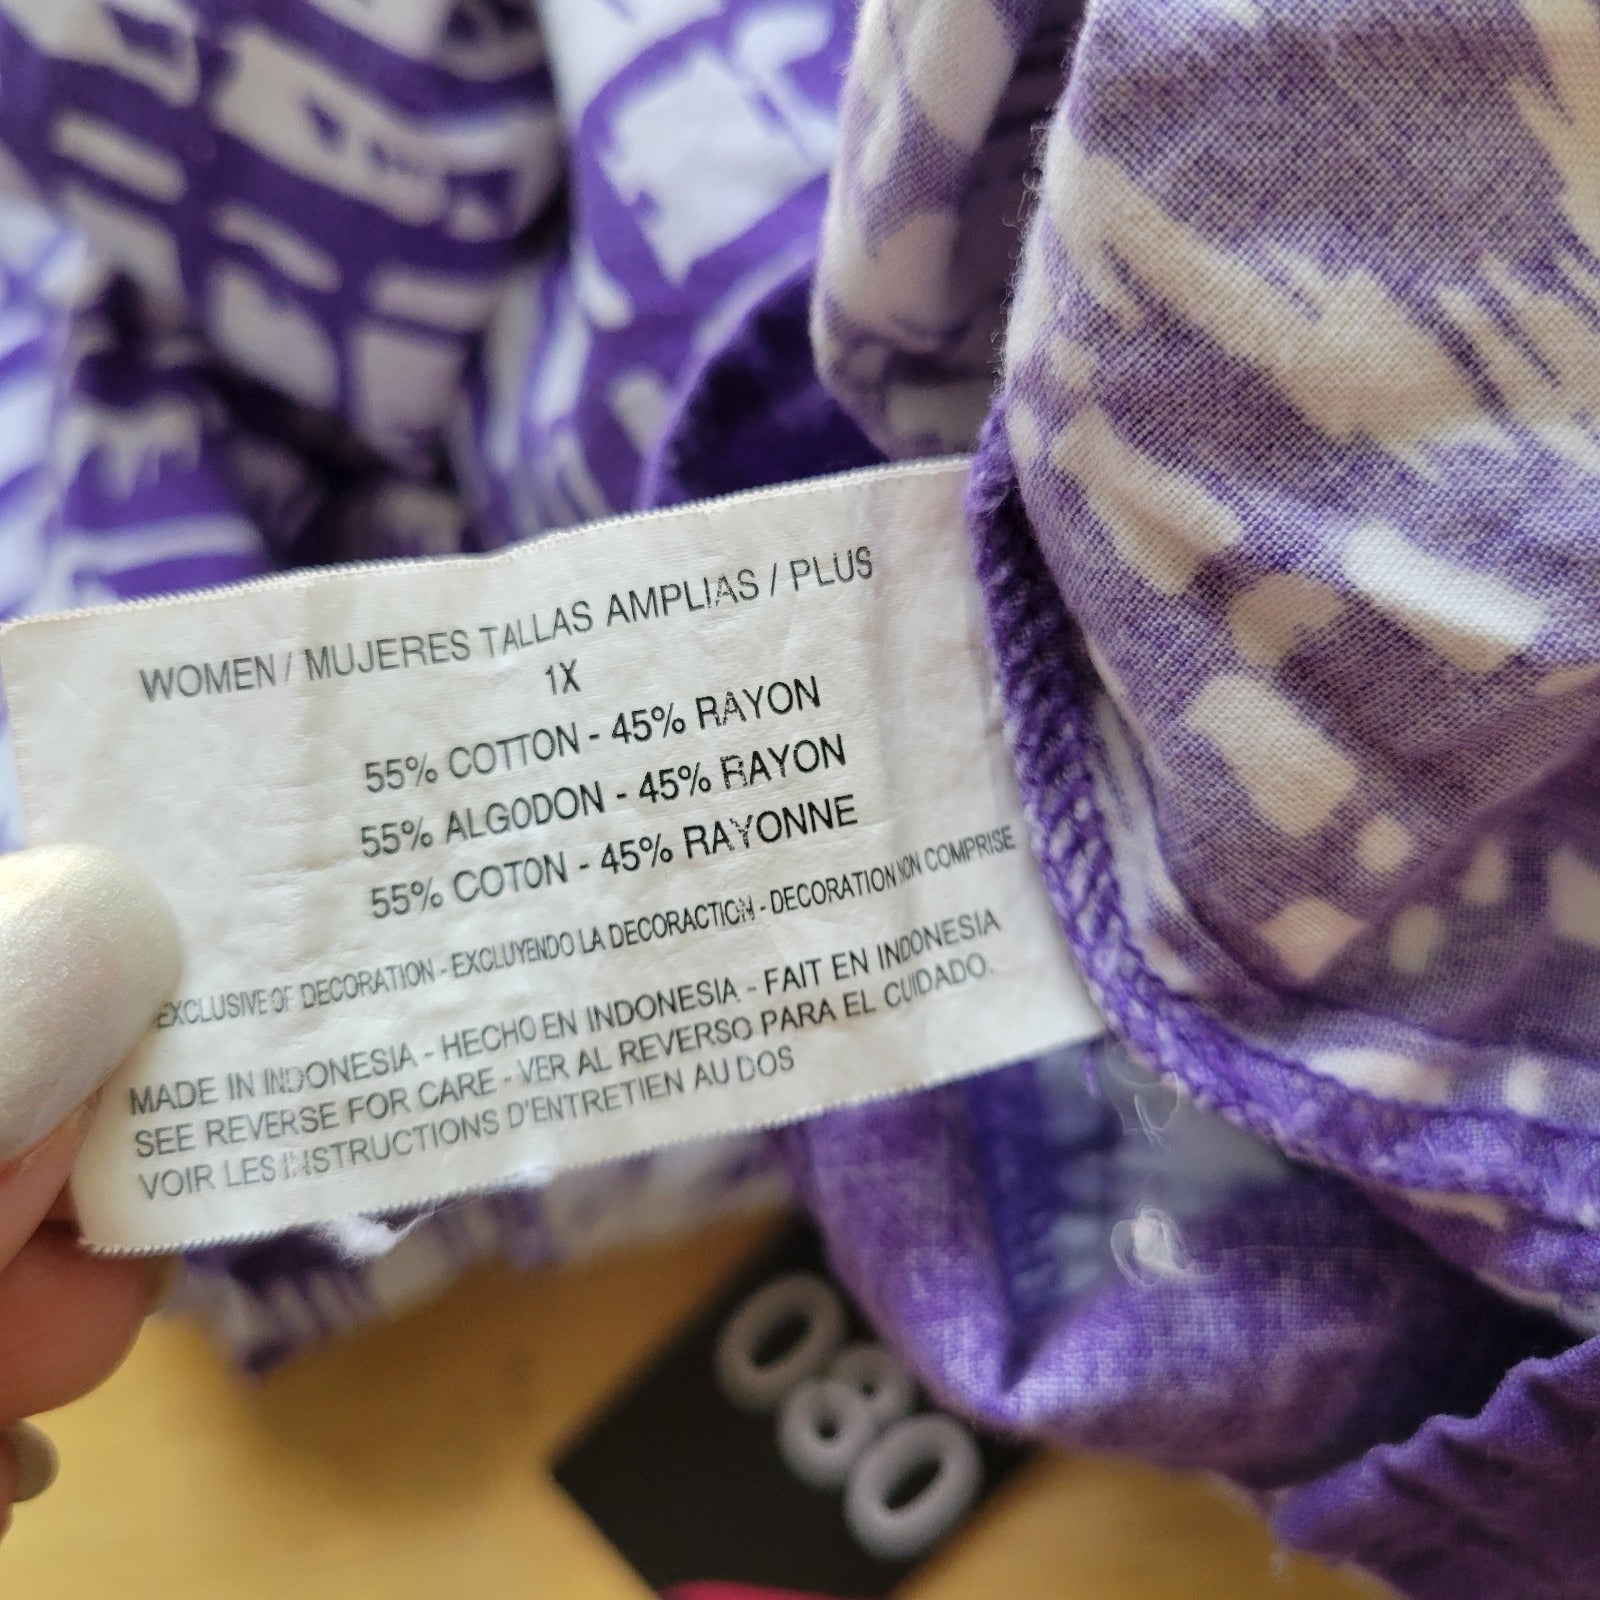 WOMEN / MUJERES TALLAS AMPLIAS / PLUS
1X
55% COTTON - 45% RAYON
55% ALGODON - 45% RAYON
55% COTON - 45% RAYONNE
EXCLUSIVE OF DECORATION - EXCLUYENDO LA DECORACTION - DECORATION NON COMPRISE
MADE IN INDONESIA - HECHO EN INDONESIA - FAIT EN INDONESIA
SEE REVERSE FOR CARE - VER AL REVERSO PARA EL CUIDADO.
VOIR LES INSTRUCTIONS D'ENTRETIEN AU DOS
080